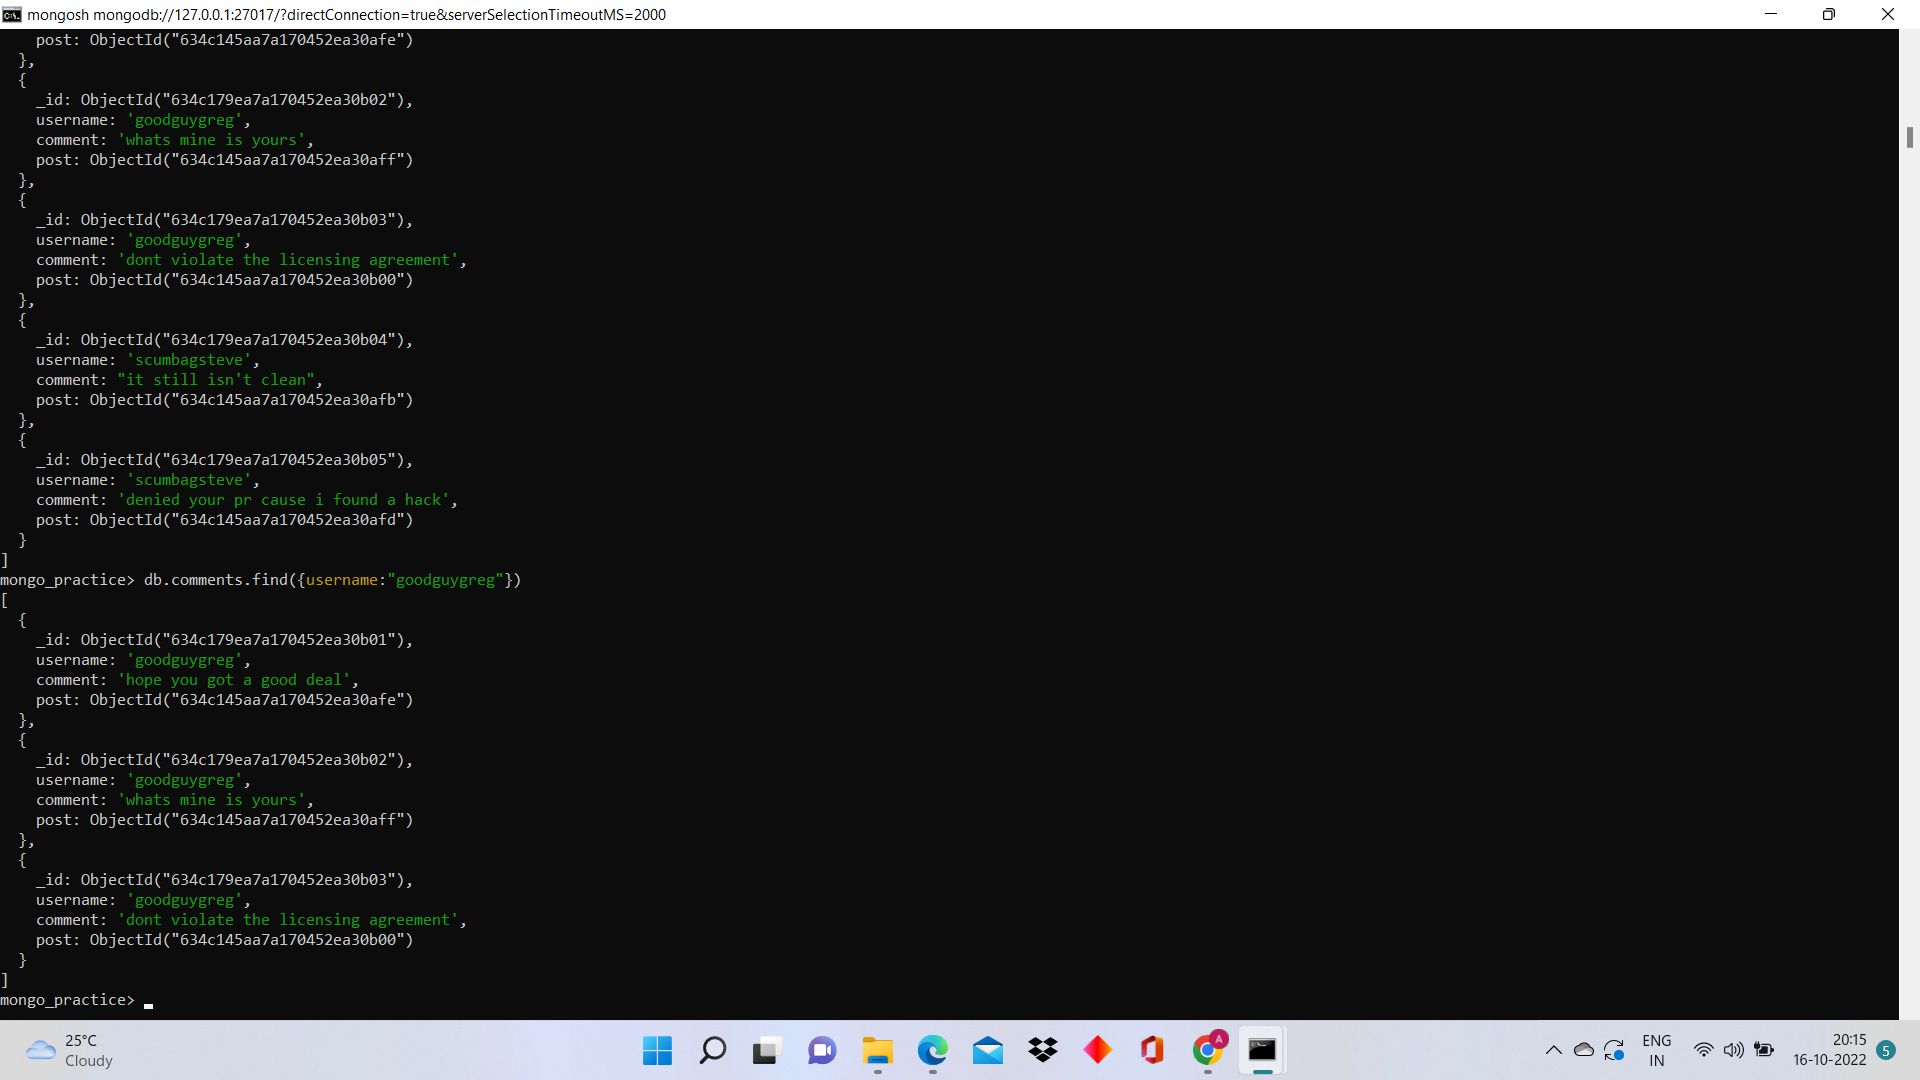 mongosh mongodb://127.0.0.1:27017/?directConnection=true&serverSelectionTimeoutMS=2000
    post: ObjectId("634c145aa7a170452ea30afe")
  },
  {
    _id: ObjectId("634c179ea7a170452ea30b02"),
    username: 'goodguygreg',
    comment: 'whats mine is yours',
    post: ObjectId("634c145aa7a170452ea30aff")
  },
  {
    _id: ObjectId("634c179ea7a170452ea30b03"),
    username: 'goodguygreg',
    comment: 'dont violate the licensing agreement',
    post: ObjectId("634c145aa7a170452ea30b00")
  },
  {
    _id: ObjectId("634c179ea7a170452ea30b04"),
    username: 'scumbagsteve',
    comment: "it still isn't clean",
    post: ObjectId("634c145aa7a170452ea30afb")
  },
  {
    _id: ObjectId("634c179ea7a170452ea30b05"),
    username: 'scumbagsteve',
    comment: 'denied your pr cause i found a hack',
    post: ObjectId("634c145aa7a170452ea30afd")
  }
]
mongo_practice> db.comments.find({username:"goodguygreg"})
[
  {
    _id: ObjectId("634c179ea7a170452ea30b01"),
    username: 'goodguygreg',
    comment: 'hope you got a good deal',
    post: ObjectId("634c145aa7a170452ea30afe")
  },
  {
    _id: ObjectId("634c179ea7a170452ea30b02"),
    username: 'goodguygreg',
    comment: 'whats mine is yours',
    post: ObjectId("634c145aa7a170452ea30aff")
  },
  {
    _id: ObjectId("634c179ea7a170452ea30b03"),
    username: 'goodguygreg',
    comment: 'dont violate the licensing agreement',
    post: ObjectId("634c145aa7a170452ea30b00")
  }
]
mongo_practice>
25°C
Cloudy
A
ENG
IN
20:15
16-10-2022
5